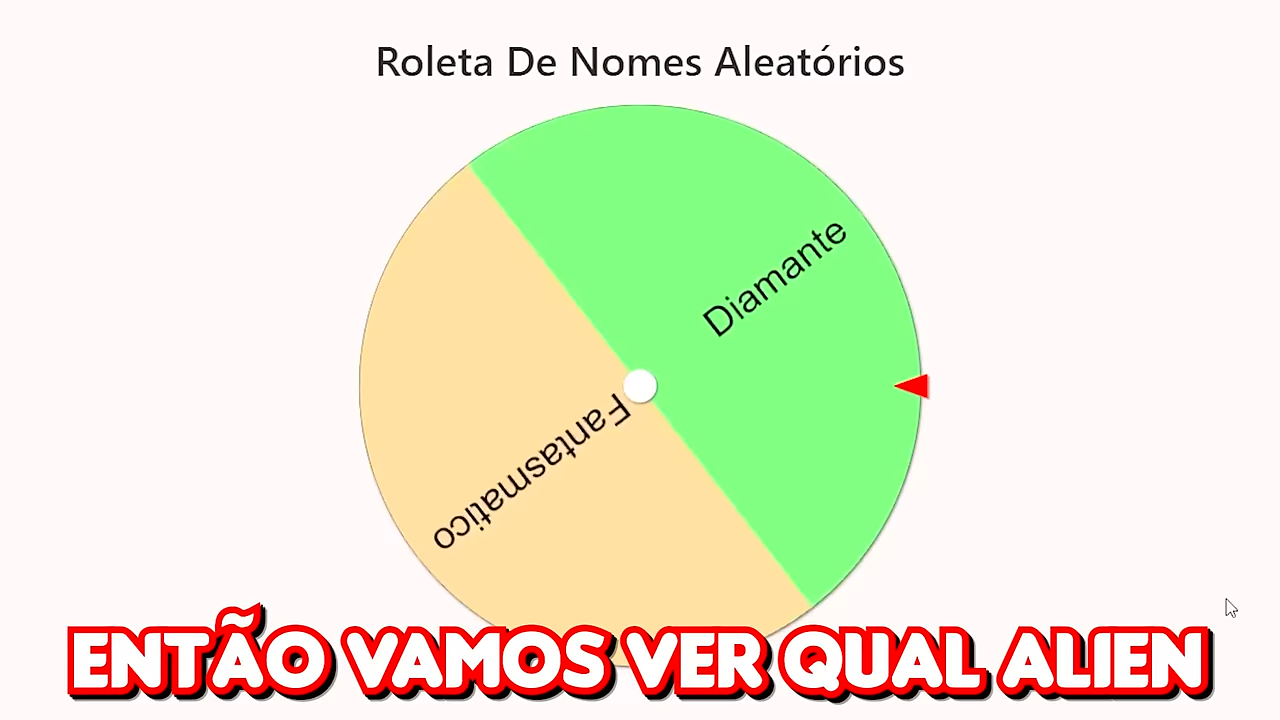 Roleta De Nomes Aleatórios
Diamante
Fantasmatico
ENTÃO VAMOS VER QUAL ALIEN